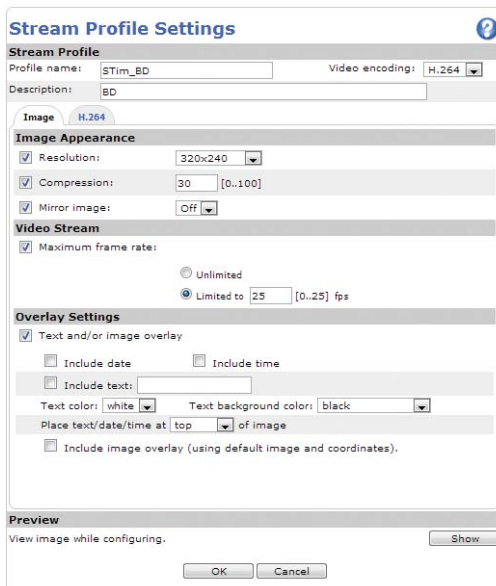 Stream Profile Settings
?
Stream Profile
Profile name: STim_BD Video encoding: H.264
Description: BD
Image H.264
Image Appearance
Resolution: 320x240
Compression: 30 [0..100]
Mirror image: Off
Video Stream
Maximum frame rate:
Unlimited
Limited to 25 [0..25] fps
Overlay Settings
Text and/or image overlay
Include date Include time
Include text:
Text color: white Text background color: black
Place text/date/time at top of image
Include image overlay (using default image and coordinates).
Preview
View image while configuring. Show
OK Cancel